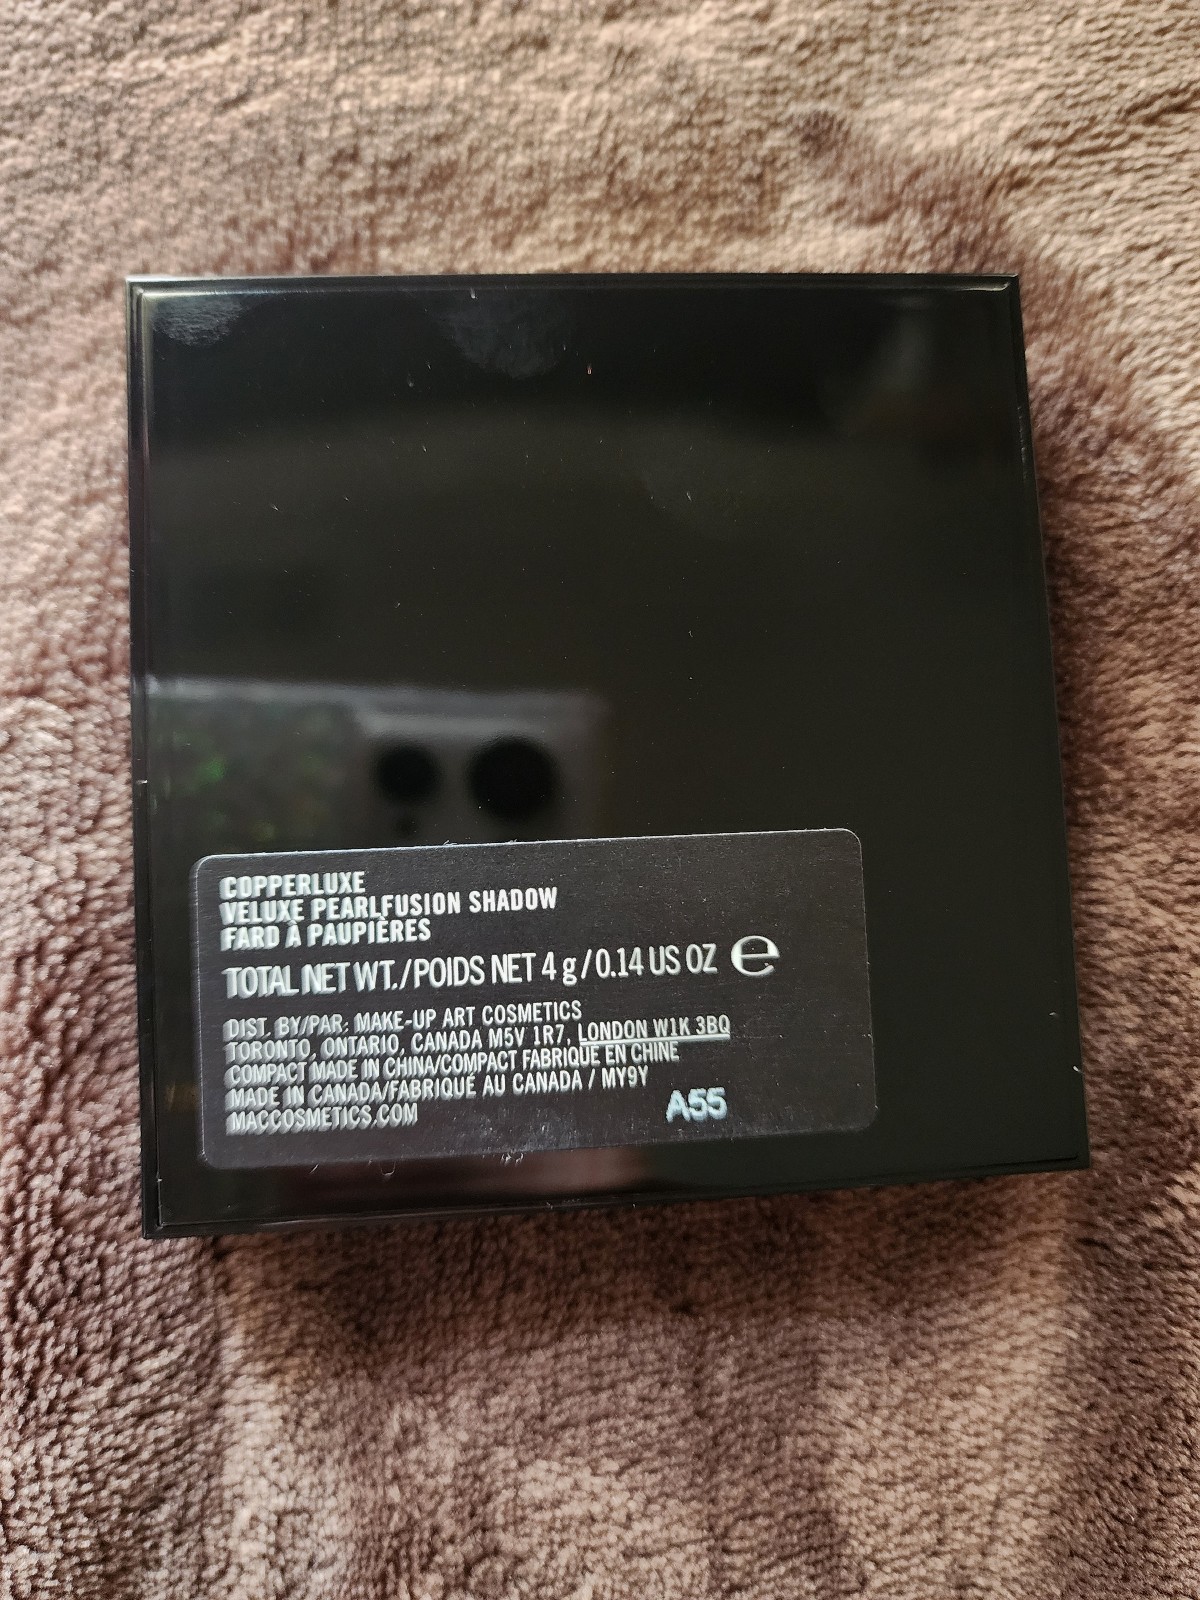 COPPERLUXE
VELUXE PEARLFUSION SHADOW
FARD À PAUPIÈRES
TOTAL NET WT./POIDS NET 4 g/0.14 US OZ ℮
DIST. BY/PAR: MAKE-UP ART COSMETICS
TORONTO, ONTARIO, CANADA M5V 1R7, LONDON W1K 3BQ
COMPACT MADE IN CHINA/COMPACT FABRIQUÉ EN CHINE
MADE IN CANADA/FABRIQUÉ AU CANADA / MY9Y
MACCOSMETICS.COM
A55